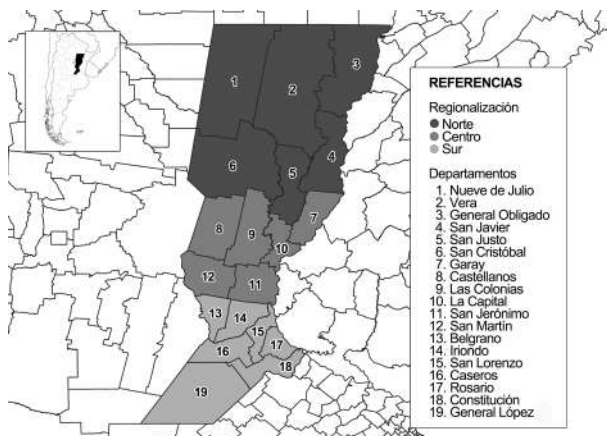 REFERENCIAS
Regionalización
Norte
Centro
Sur
Departamentos
1. Nueve de Julio
2. Vera
3. General Obligado
4. San Javier
5. San Justo
6. San Cristóbal
7. Garay
8. Castéllanos
9. Las Colonias
10. La Capital
11. San Jerónimo
12. San Martín
13. Belgrano
14. Iriondo
15. San Lorenzo
16. Caseros
17. Rosario
18. Constitución
19. General López
1
2
3
6
5
4
8
9
7
10
12
11
13
14
15
16
17
18
19